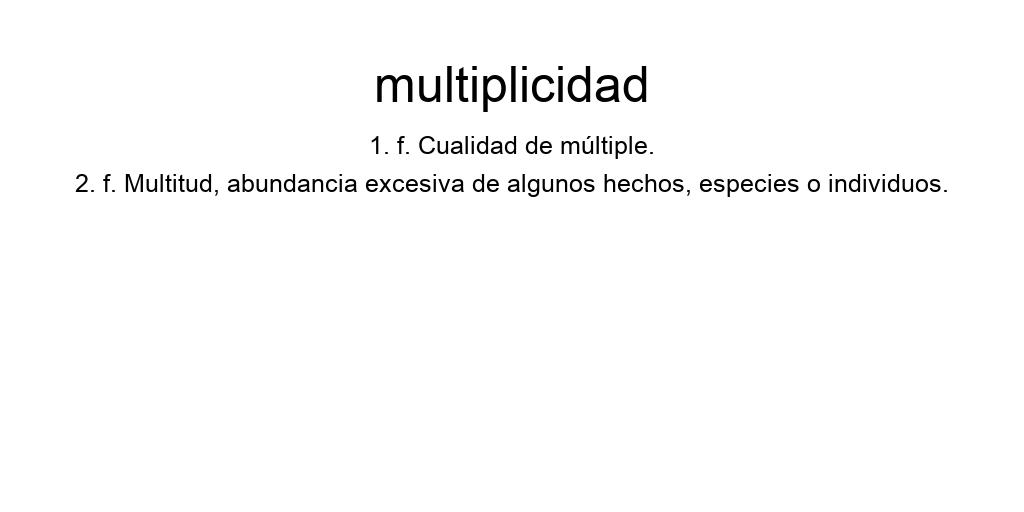 multiplicidad
1. f. Cualidad de múltiple.
2. f. Multitud, abundancia excesiva de algunos hechos, especies o individuos.